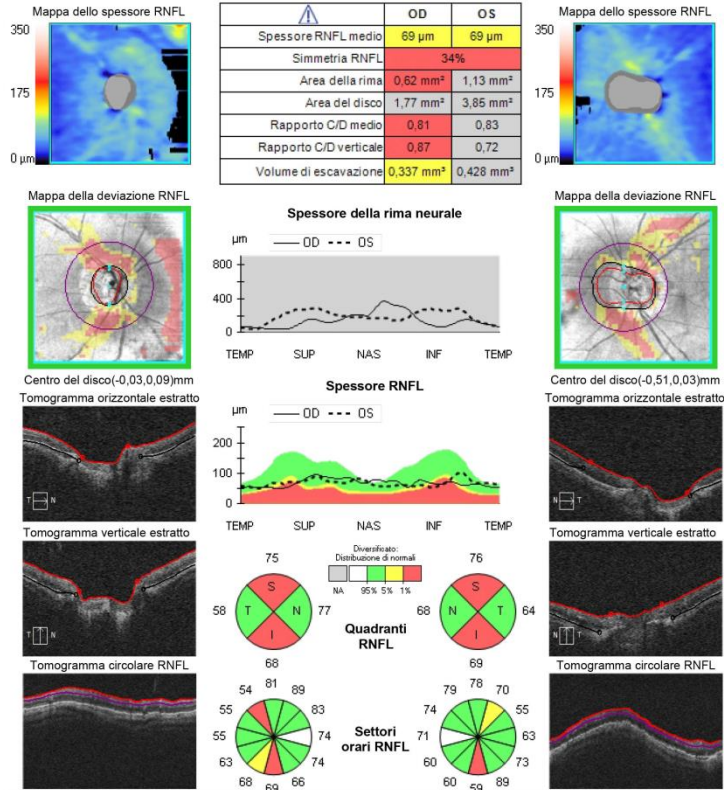 Mappa dello spessore RNFL
350
175
0 µm
OD OS
Spessore RNFL medio 69 µm 69 µm
Simmetria RNFL 34%
Area della rima 0,62 mm² 1,13 mm²
Area del disco 1,77 mm² 3,85 mm²
Rapporto C/D medio 0,81 0,83
Rapporto C/D verticale 0,87 0,72
Volume di escavazione 0,337 mm³ 0,428 mm³
Mappa dello spessore RNFL
350
175
0 µm
Mappa della deviazione RNFL
Centro del disco(-0,03,0,09)mm
Spessore della rima neurale
µm OD OS
800
400
0
TEMP SUP NAS INF TEMP
Mappa della deviazione RNFL
Centro del disco(-0,51,0,03)mm
Tomogramma orizzontale estratto
T N
Spessore RNFL
µm OD OS
200
100
0
TEMP SUP NAS INF TEMP
Tomogramma orizzontale estratto
N T
Tomogramma verticale estratto
T N
75
58 S T N I 77
68
Diversificato:
Distribuzione di normali
NA 95% 5% 1%
Quadranti
RNFL
76
68 S N T I 64
69
Tomogramma verticale estratto
N T
Tomogramma circolare RNFL
81
54 89
55 83
55 74
63 74
68 66
69
Settori
orari RNFL
78
79 70
74
71 63
60 73
60 89
59
Tomogramma circolare RNFL